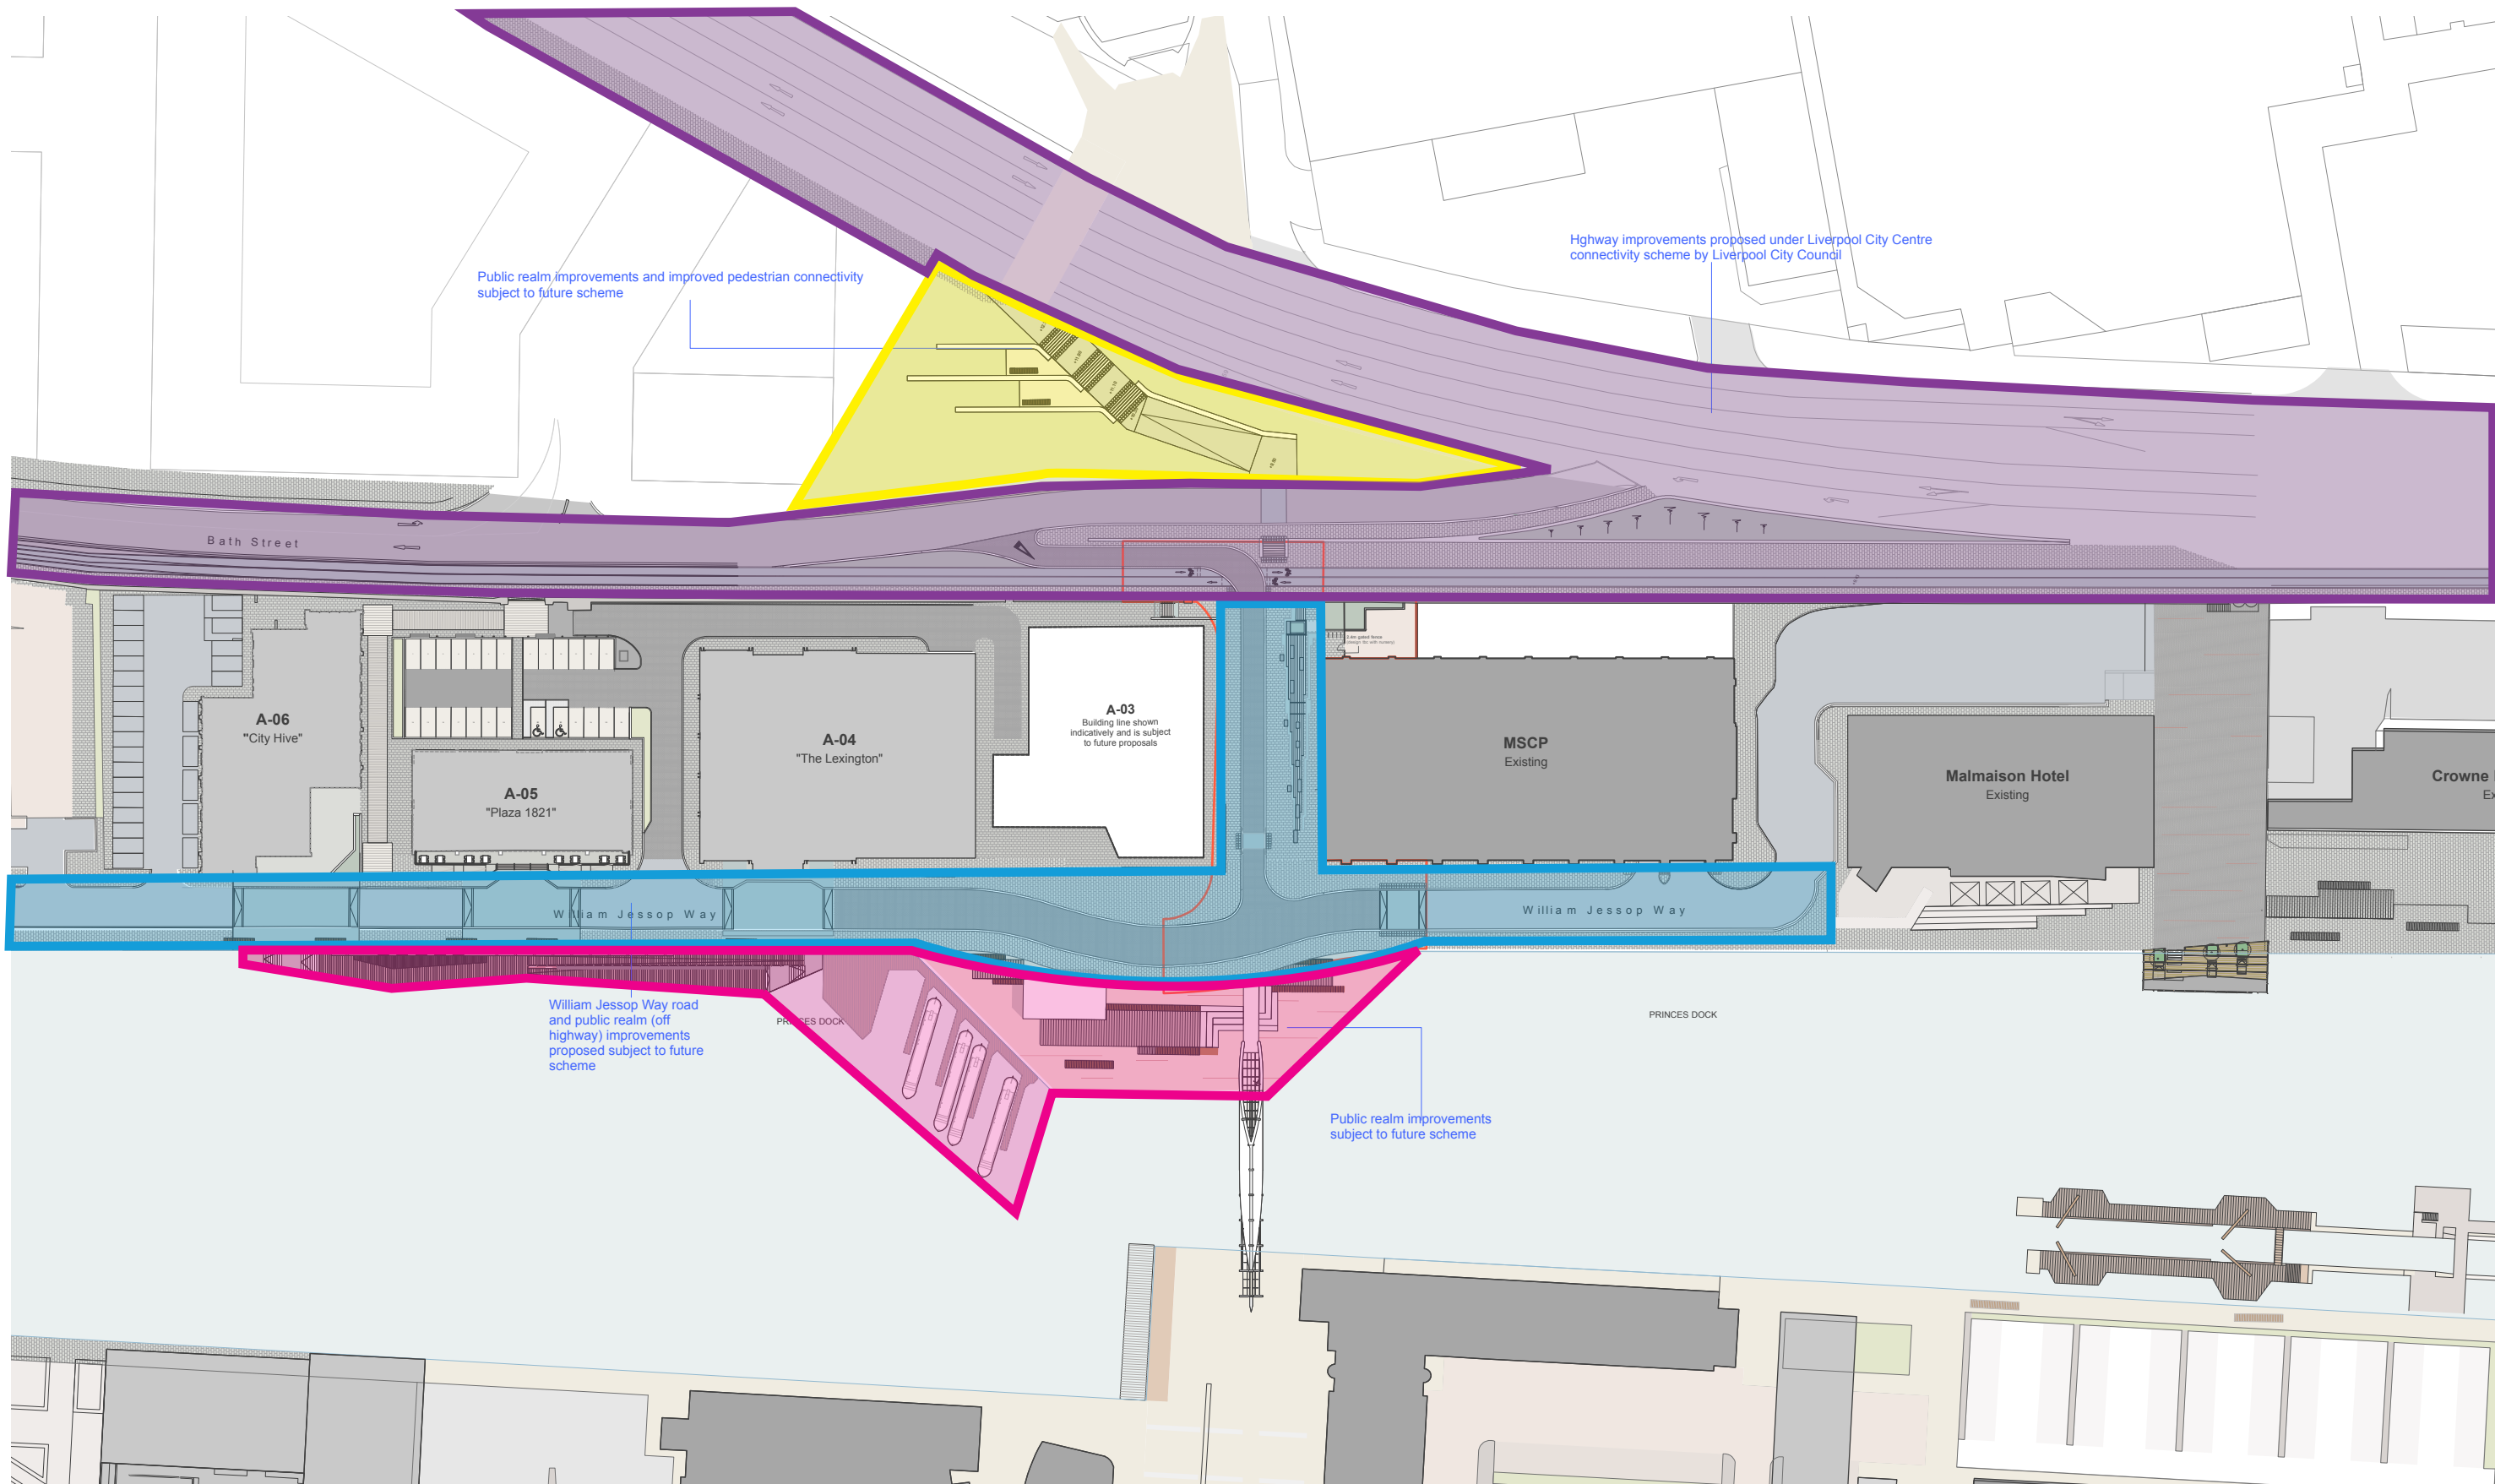 Hghway improvements proposed under Liverpool City Centre
connectivity scheme by Liverpool City Council
Public realm improvements and improved pedestrian connectivity
subject to future scheme
Bath Street
A-06
"City Hive"
A-05
"Plaza 1821"
A-04
"The Lexington"
A-03
Building line shown
indicatively and is subject
to future proposals
MSCP
Existing
Malmaison Hotel
Existing
Crowne
Ex
William Jessop Way
William Jessop Way
William Jessop Way road
and public realm (off
highway) improvements
proposed subject to future
scheme
PRINCES DOCK
PRINCES DOCK
Public realm improvements
subject to future scheme